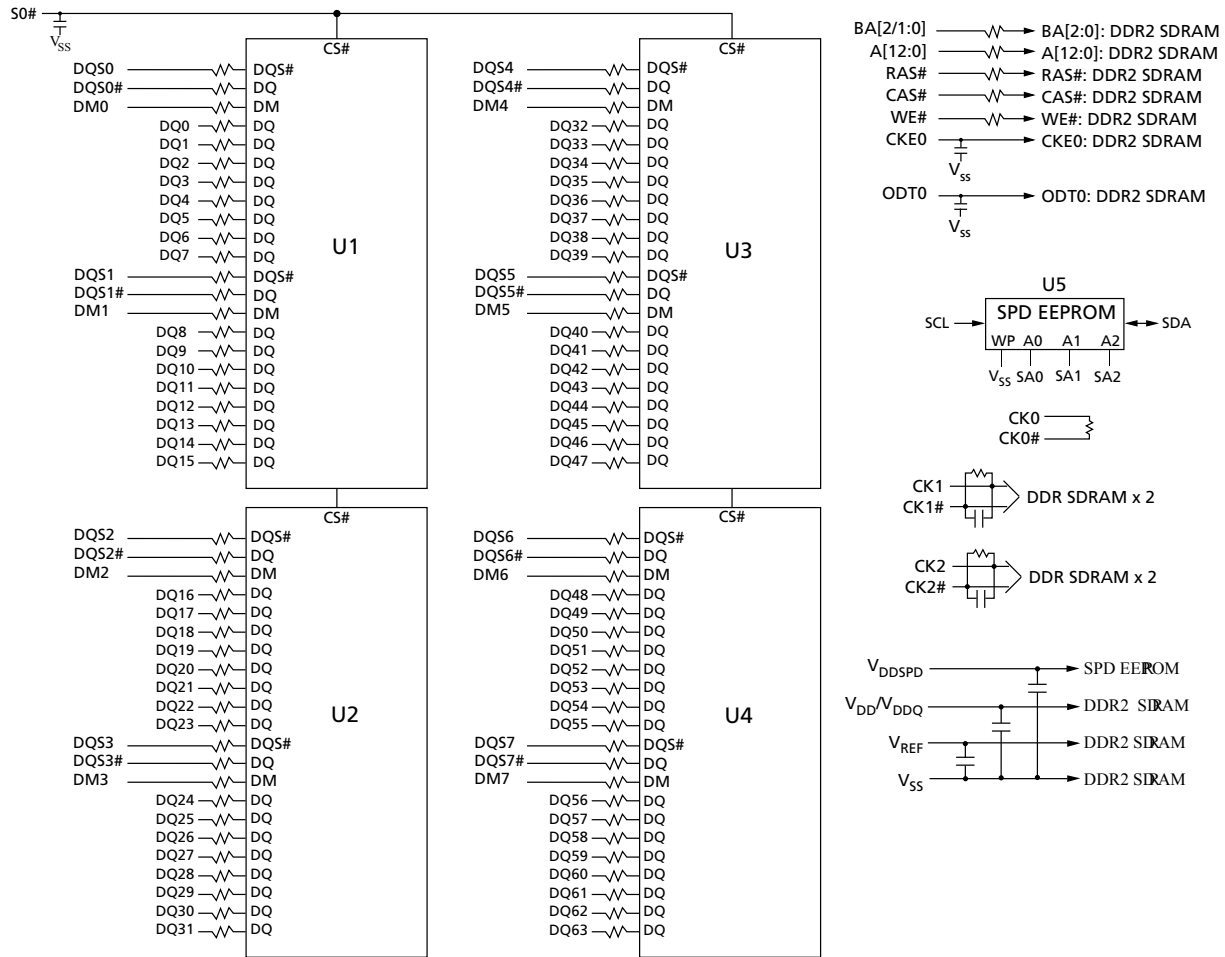 S0#
VSS
CS#
DQS0 DQS#
DQS0# DQ
DM0 DM
DQ0 DQ
DQ1 DQ
DQ2 DQ
DQ3 DQ
DQ4 DQ
DQ5 DQ
DQ6 DQ
DQ7 DQ
U1
DQS1 DQS#
DQS1# DQ
DM1 DM
DQ8 DQ
DQ9 DQ
DQ10 DQ
DQ11 DQ
DQ12 DQ
DQ13 DQ
DQ14 DQ
DQ15 DQ
CS#
DQS2 DQS#
DQS2# DQ
DM2 DM
DQ16 DQ
DQ17 DQ
DQ18 DQ
DQ19 DQ
DQ20 DQ
DQ21 DQ
DQ22 DQ
DQ23 DQ
U2
DQS3 DQS#
DQS3# DQ
DM3 DM
DQ24 DQ
DQ25 DQ
DQ26 DQ
DQ27 DQ
DQ28 DQ
DQ29 DQ
DQ30 DQ
DQ31 DQ
CS#
DQS4 DQS#
DQS4# DQ
DM4 DM
DQ32 DQ
DQ33 DQ
DQ34 DQ
DQ35 DQ
DQ36 DQ
DQ37 DQ
DQ38 DQ
DQ39 DQ
U3
DQS5 DQS#
DQS5# DQ
DM5 DM
DQ40 DQ
DQ41 DQ
DQ42 DQ
DQ43 DQ
DQ44 DQ
DQ45 DQ
DQ46 DQ
DQ47 DQ
CS#
DQS6 DQS#
DQS6# DQ
DM6 DM
DQ48 DQ
DQ49 DQ
DQ50 DQ
DQ51 DQ
DQ52 DQ
DQ53 DQ
DQ54 DQ
DQ55 DQ
U4
DQS7 DQS#
DQS7# DQ
DM7 DM
DQ56 DQ
DQ57 DQ
DQ58 DQ
DQ59 DQ
DQ60 DQ
DQ61 DQ
DQ62 DQ
DQ63 DQ
BA[2/1:0] BA[2:0]: DDR2 SDRAM
A[12:0] A[12:0]: DDR2 SDRAM
RAS# RAS#: DDR2 SDRAM
CAS# CAS#: DDR2 SDRAM
WE# WE#: DDR2 SDRAM
CKE0 CKE0: DDR2 SDRAM
VSS
ODT0 ODT0: DDR2 SDRAM
VSS
U5
SPD EEPROM
SCL SDA
WP A0 A1 A2
VSS SA0 SA1 SA2
CK0
CK0#
CK1
CK1#
DDR SDRAM x 2
CK2
CK2#
DDR SDRAM x 2
VDDSPD SPD EEPROM
VDD/VDDQ DDR2 SDRAM
VREF DDR2 SDRAM
VSS DDR2 SDRAM